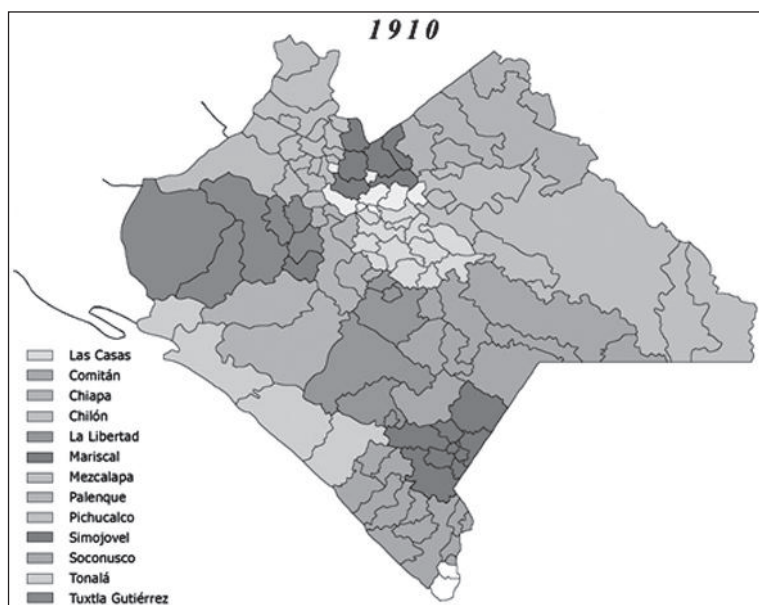 1910
Las Casas
Comitán
Chiapa
Chilón
La Libertad
Mariscal
Mezcalapa
Palenque
Pichucalco
Simojovel
Soconusco
Tonalá
Tuxtla Gutiérrez